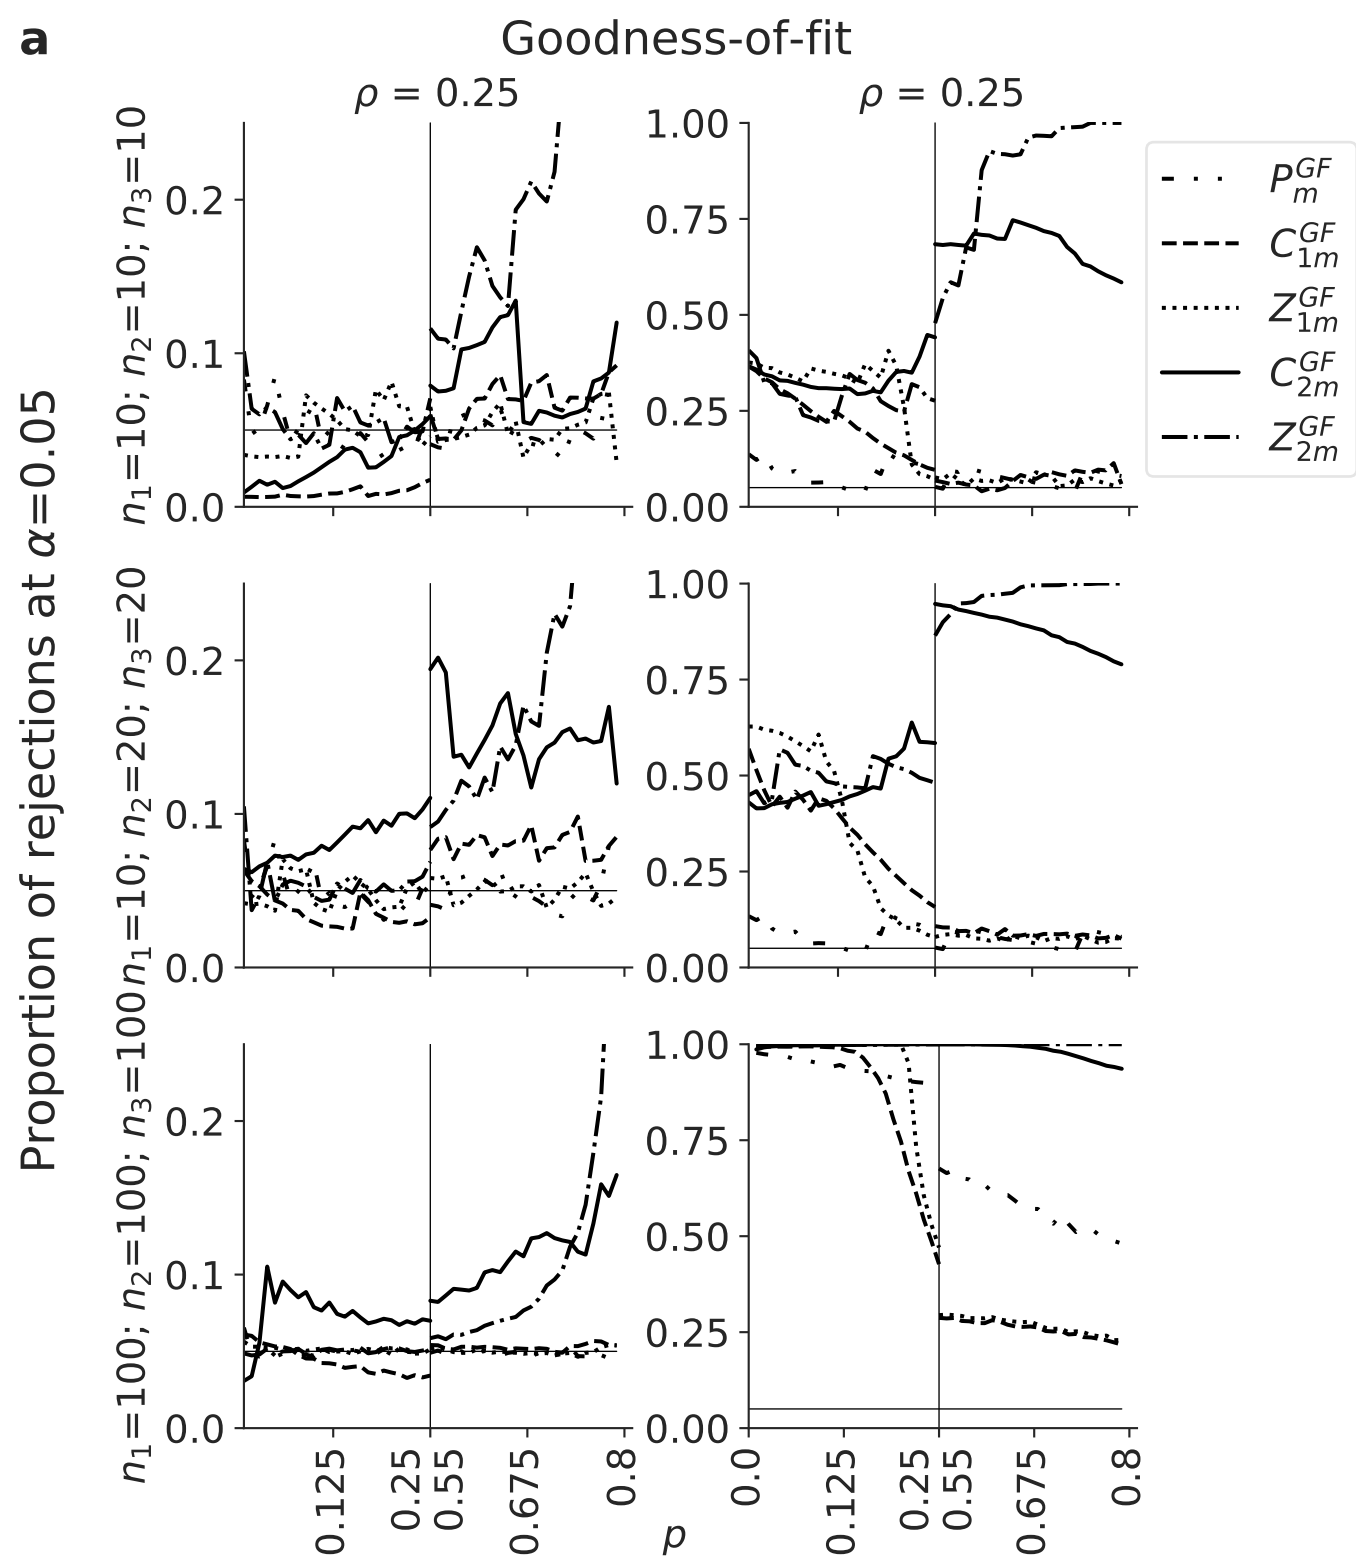 a
Goodness-of-fit
ρ = 0.25
ρ = 0.25
Proportion of rejections at α=0.05
n₁=10; n₂=10; n₃=10
0.2
0.1
0.0
1.00
0.75
0.50
0.25
0.00
P_m^GF
C_1m^GF
Z_1m^GF
C_2m^GF
Z_2m^GF
n₁=10; n₂=20; n₃=20
0.2
0.1
0.0
1.00
0.75
0.50
0.25
0.00
n₁=100; n₂=100; n₃=100
0.2
0.1
0.0
1.00
0.75
0.50
0.25
0.00
0.125
0.25
0.55
0.675
0.8
0.0
0.125
0.25
0.55
0.675
0.8
p